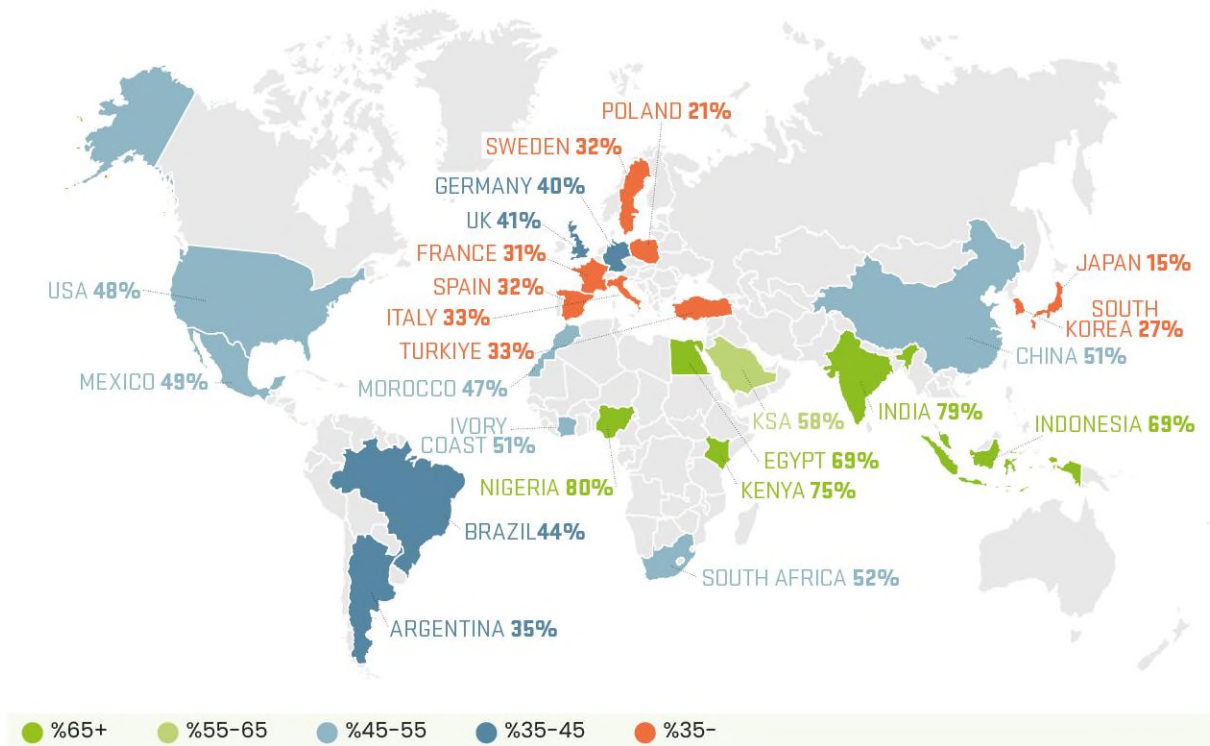 POLAND 21%
SWEDEN 32%
GERMANY 40%
UK 41%
FRANCE 31%
JAPAN 15%
USA 48%
SPAIN 32%
SOUTH
KOREA 27%
ITALY 33%
TURKIYE 33%
CHINA 51%
MEXICO 49%
MOROCCO 47%
IVORY
COAST 51%
KSA 58%
INDIA 79%
INDONESIA 69%
EGYPT 69%
NIGERIA 80%
KENYA 75%
BRAZIL44%
SOUTH AFRICA 52%
ARGENTINA 35%
%65+ %55-65 %45-55 %35-45 %35-